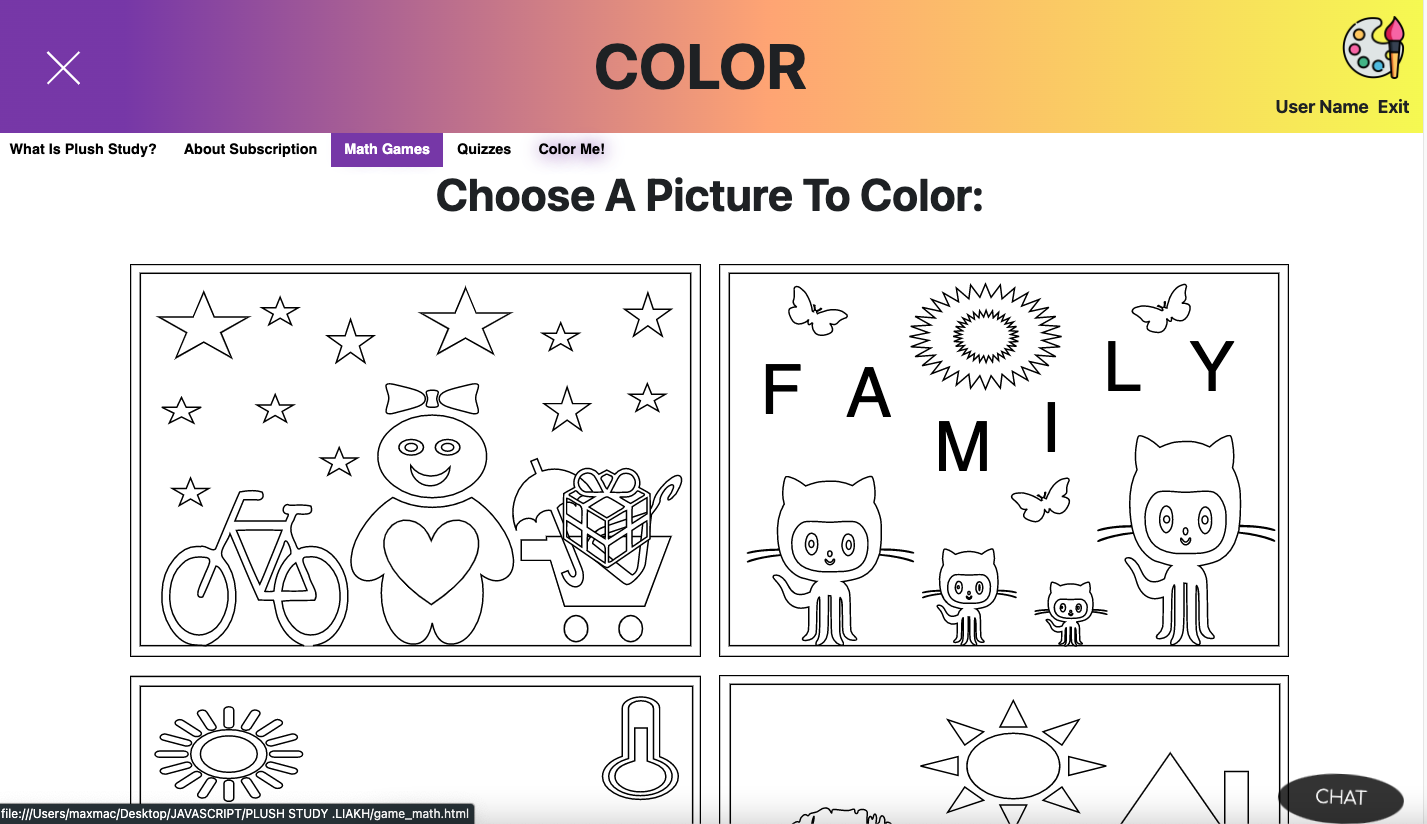 COLOR
User Name Exit
What Is Plush Study? About Subscription Math Games Quizzes Color Me!
Choose A Picture To Color:
F A M I L Y
CHAT
file:///Users/maxmac/Desktop/JAVASCRIPT/PLUSH STUDY .LIAKH/game_math.html